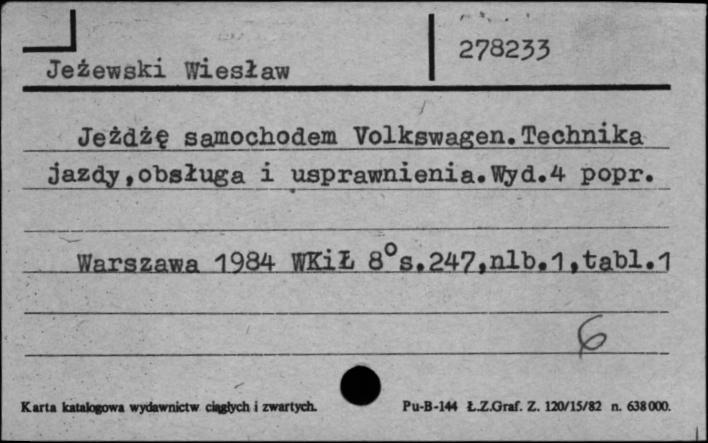 278233
Jeżewski Wiesław
Jeżdżę samochodem Volkswagen.Technika
jazdy,obsługa i usprawnienia.Wyd.4 popr.
Warszawa 1984 WKiŁ 8°s.247,nlb.1,tabl.1
6
Karta katalogowa wydawnictw ciągłych i zwartych. Pu-B-144 Ł.Z.Graf. Z. 120/15/82 n. 638000.